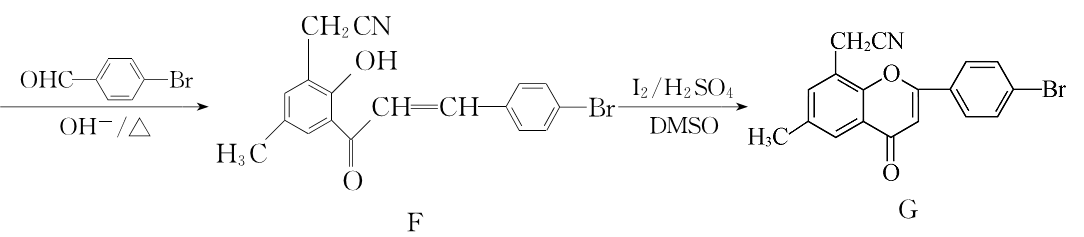 OHC Br
OH⁻/△
CH₂CN
OH
CH=CH Br
H₃C
O
F
I₂/H₂SO₄
DMSO
CH₂CN
O
Br
H₃C
O
G